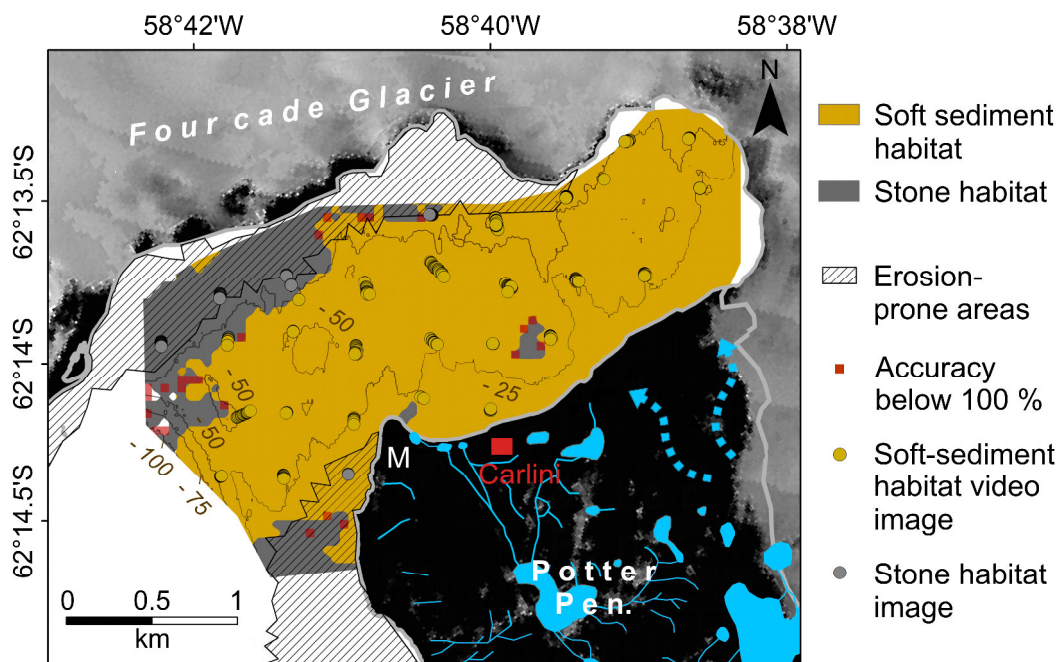 58°42'W
58°40'W
58°38'W
N
Fourcade Glacier
62°13.5'S
62°14'S
62°14.5'S
- 50
- 50
- 50
- 25
- 100
- 75
M
Carlini
Potter
Pen.
0 0.5 1
km
Soft sediment
habitat
Stone habitat
Erosion-
prone areas
Accuracy
below 100 %
Soft-sediment
habitat video
image
Stone habitat
image